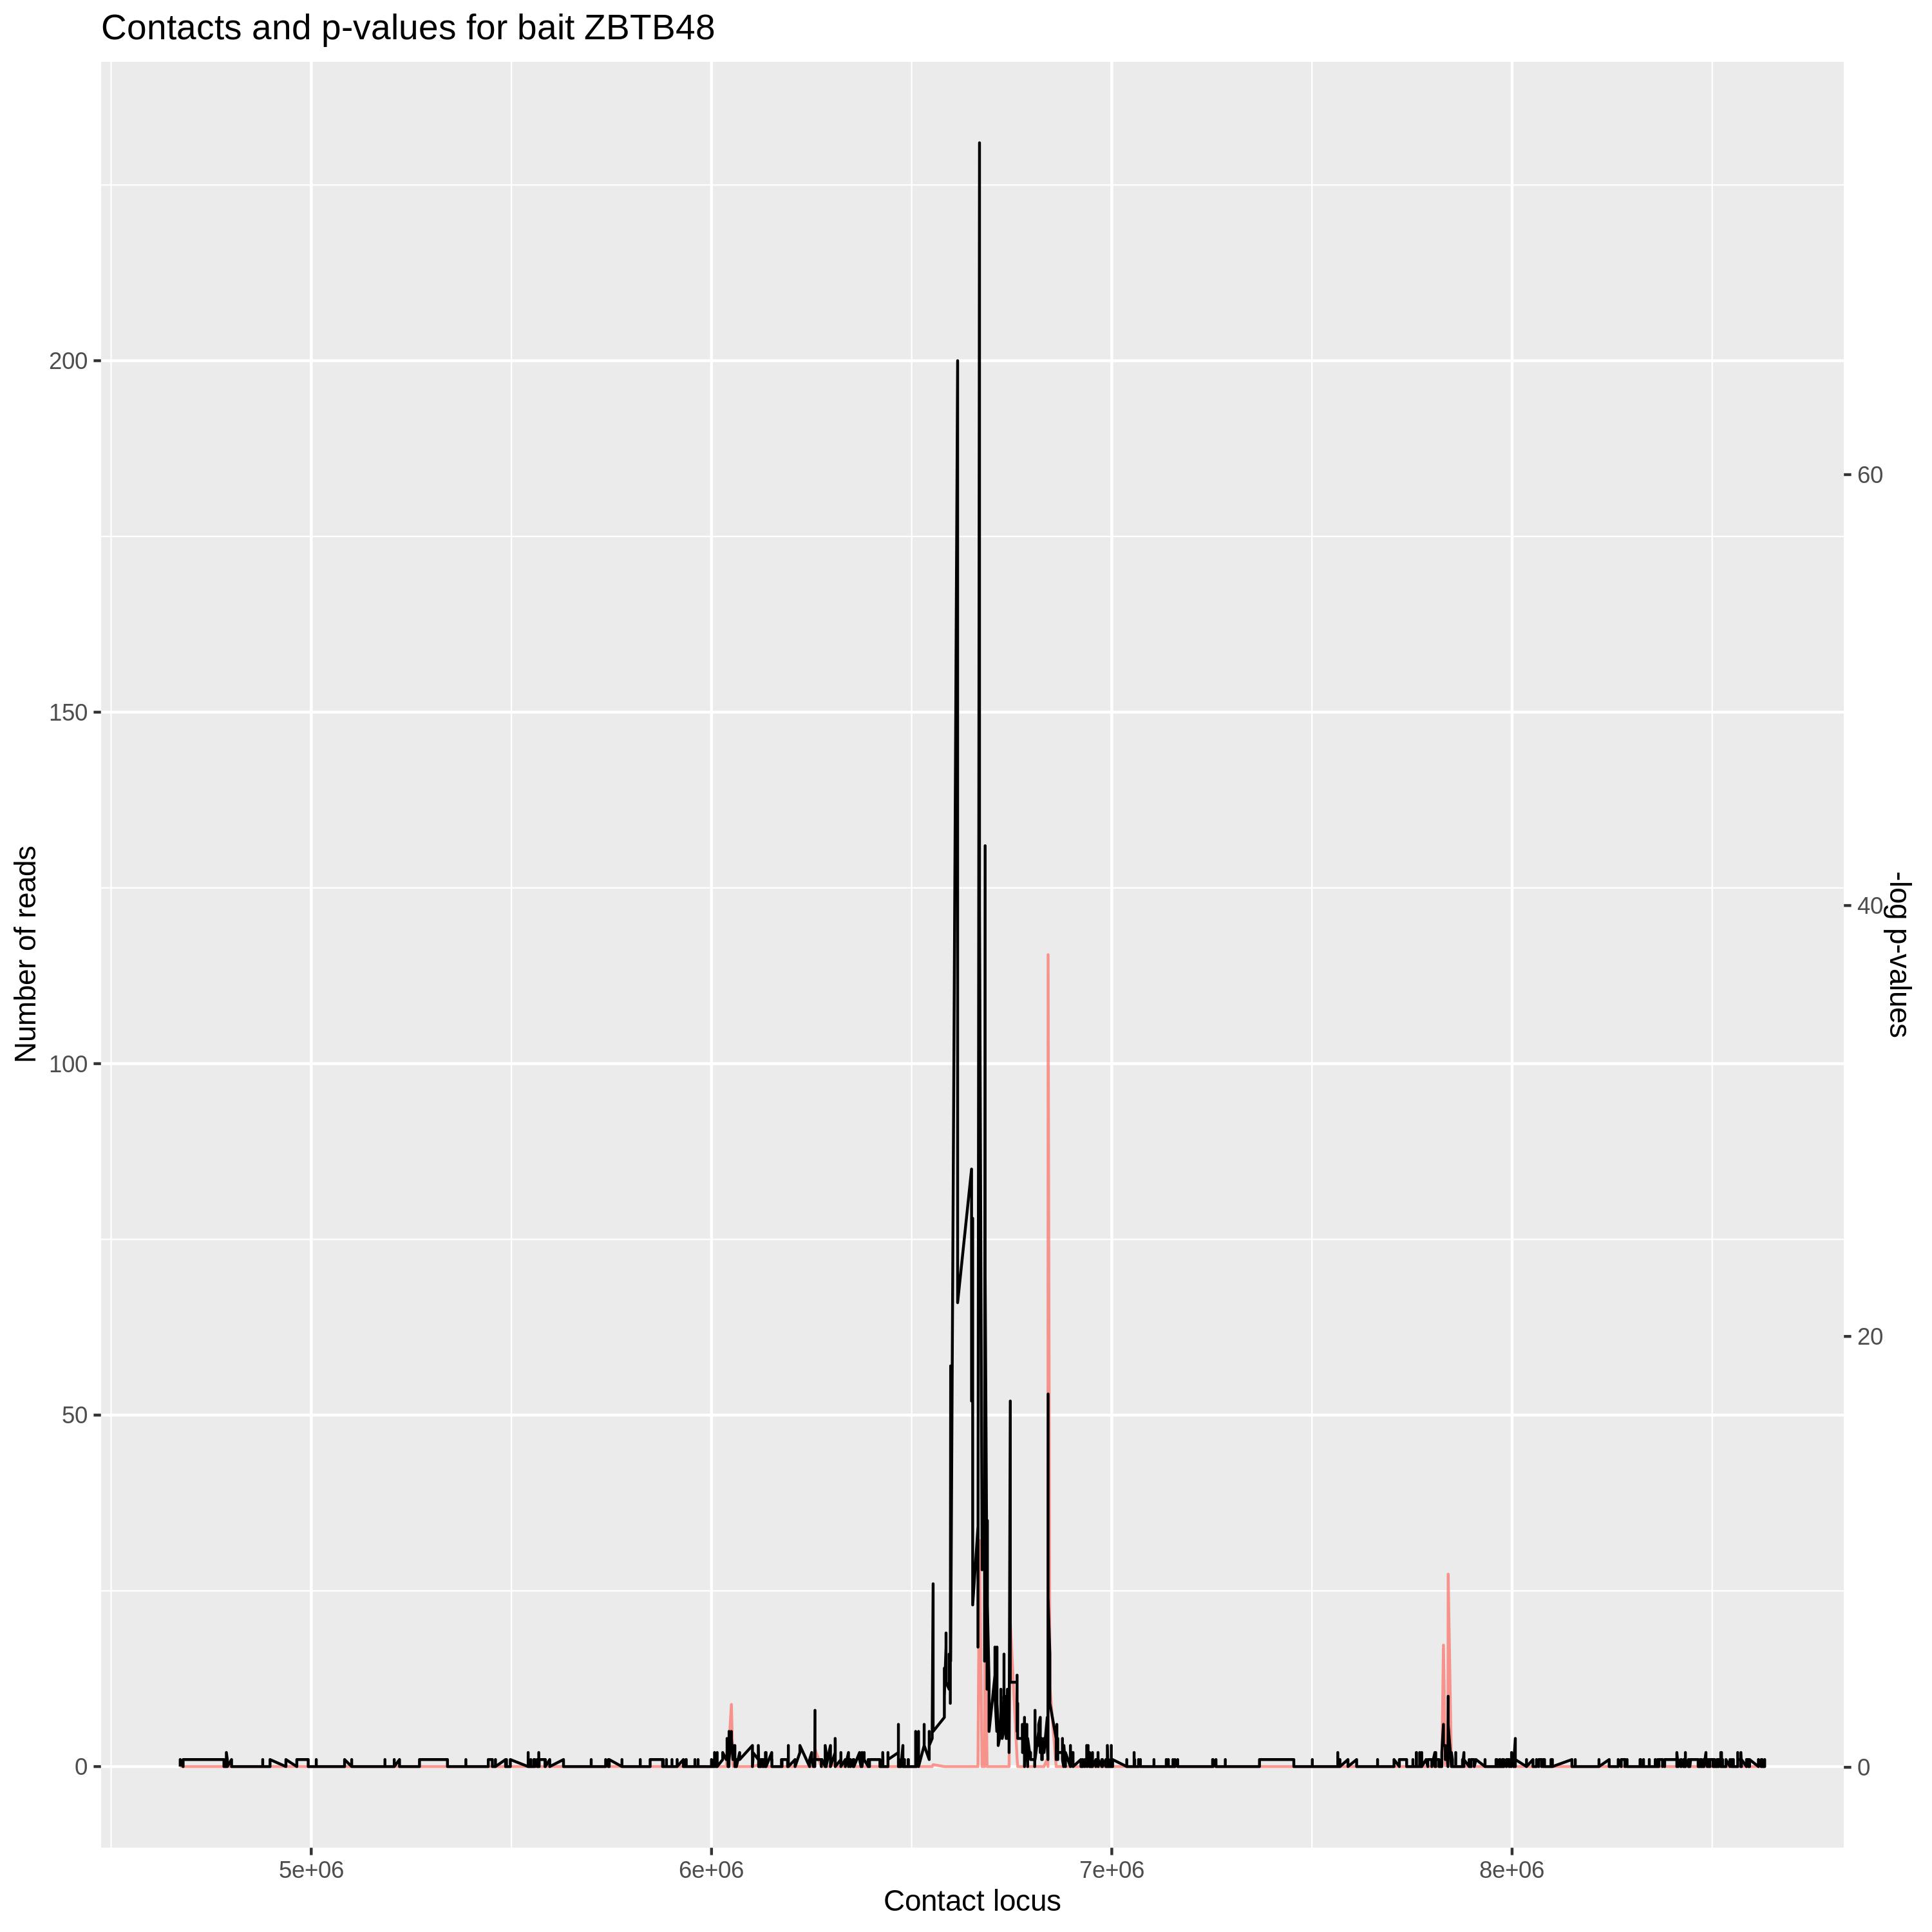 Contacts and p-values for bait ZBTB48
Number of reads
200
150
100
50
0
60
40
20
0
-log p-values
5e+06
6e+06
7e+06
8e+06
Contact locus